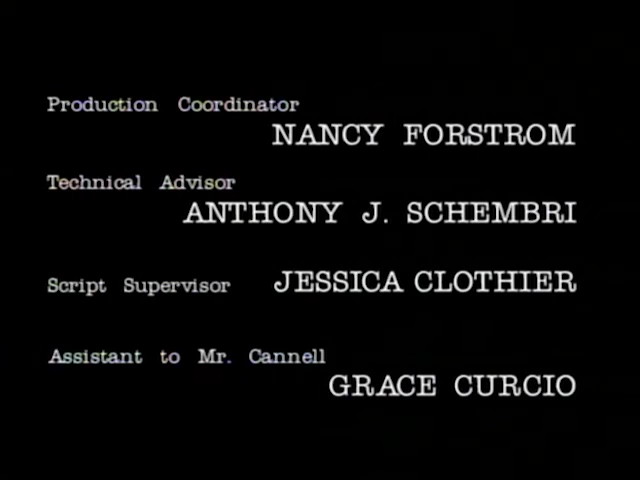 Production Coordinator
NANCY FORSTROM
Technical Advisor
ANTHONY J. SCHEMBRI
Script Supervisor JESSICA CLOTHIER
Assistant to Mr. Cannell
GRACE CURCIO